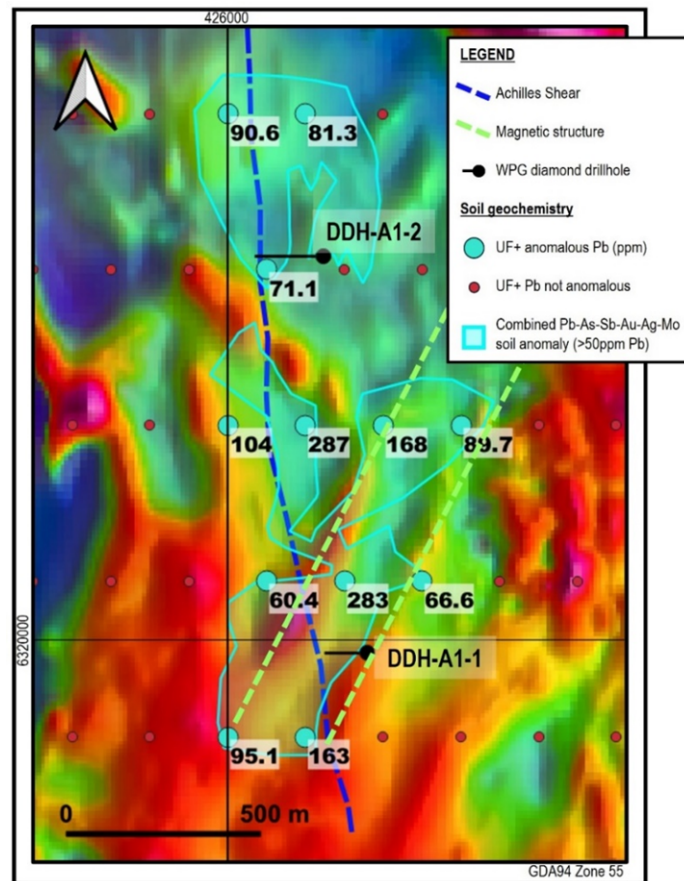 426000
LEGEND
Achilles Shear
Magnetic structure
WPG diamond drillhole
Soil geochemistry
UF+ anomalous Pb (ppm)
UF+ Pb not anomalous
Combined Pb-As-Sb-Au-Ag-Mo
soil anomaly (>50ppm Pb)
90.6
81.3
DDH-A1-2
71.1
104
287
168
89.7
60.4
283
66.6
6320000
DDH-A1-1
95.1
163
0
500 m
GDA94 Zone 55